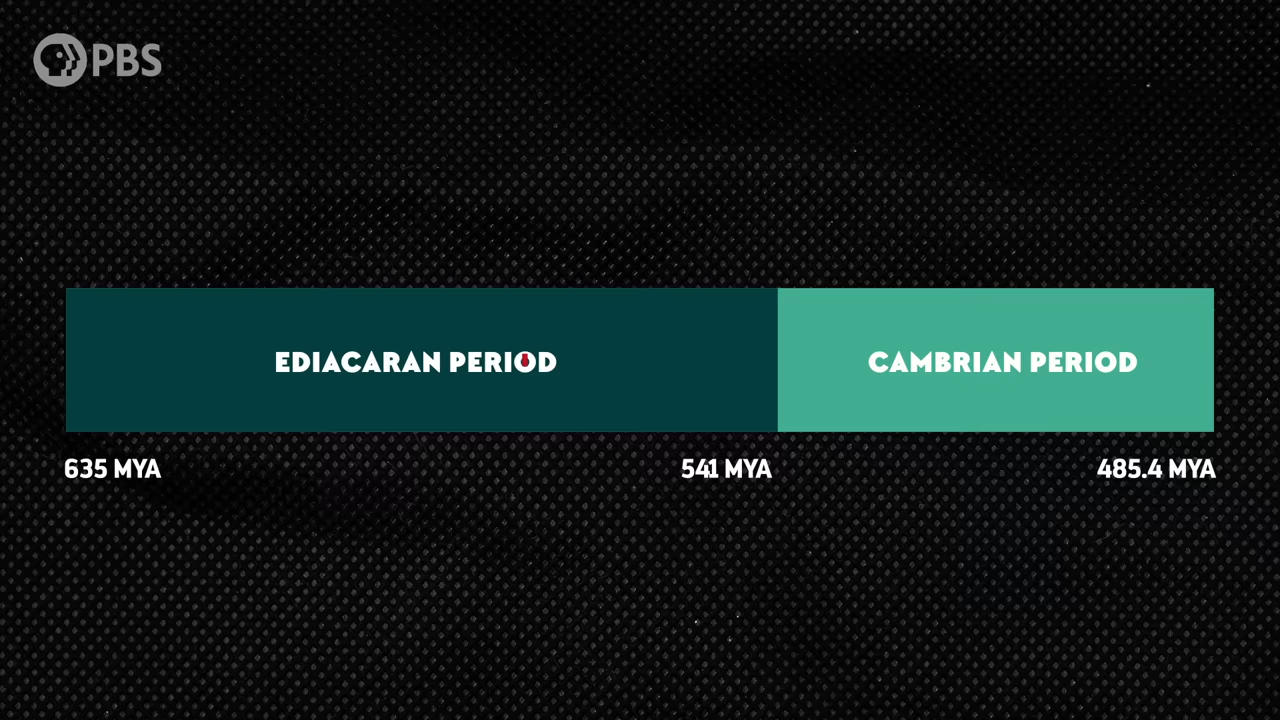 PBS
EDIACARAN PERIOD
CAMBRIAN PERIOD
635 MYA
541 MYA
485.4 MYA